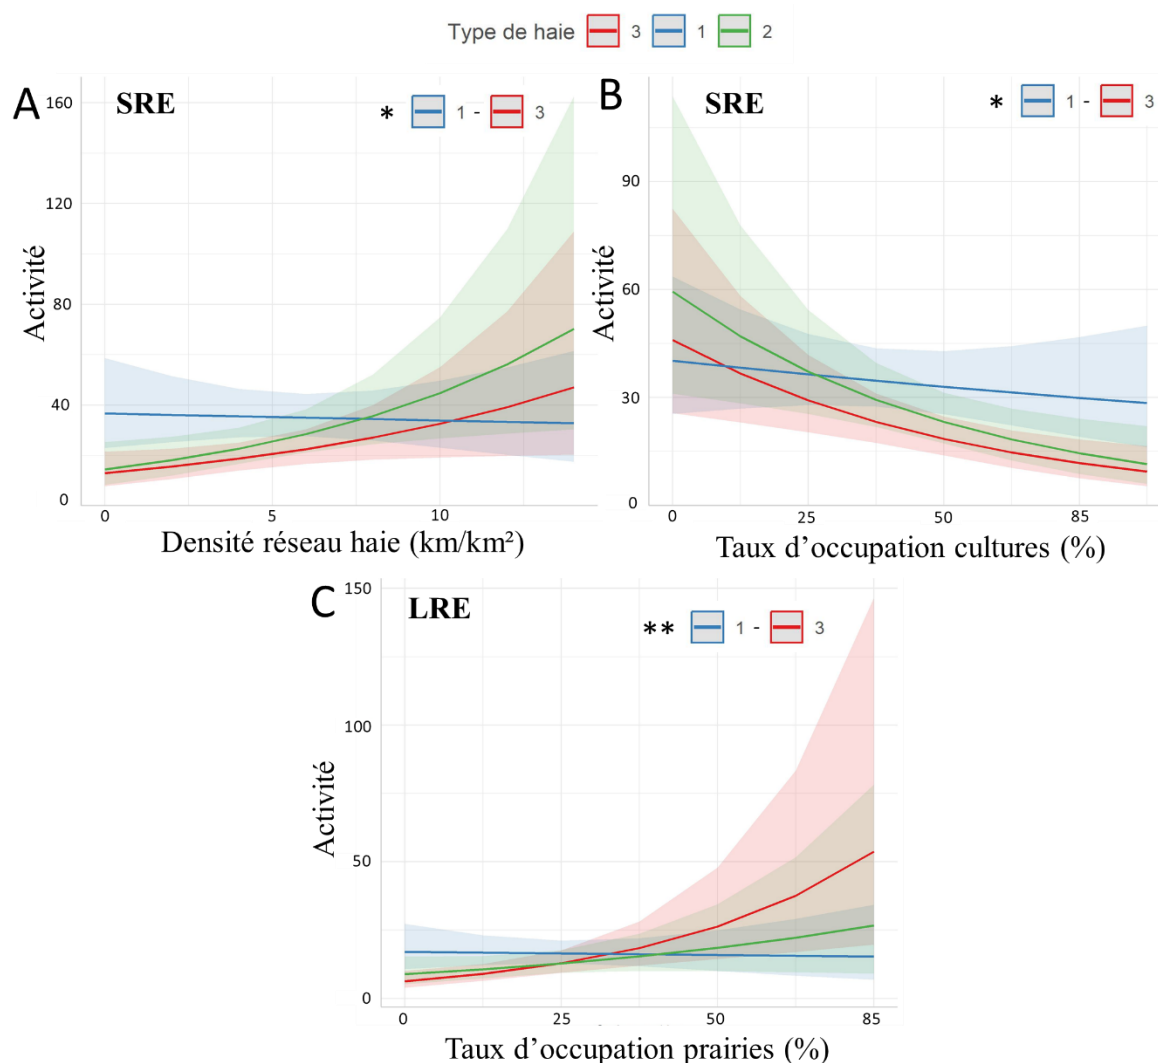 Type de haie 3 1 2
A SRE * 1 - 3
160
120
80
40
0
Activité
0 5 10
Densité réseau haie (km/km²)
B SRE * 1 - 3
90
60
30
0
Activité
0 25 50 85
Taux d’occupation cultures (%)
C LRE ** 1 - 3
150
100
50
0
Activité
0 25 50 85
Taux d’occupation prairies (%)